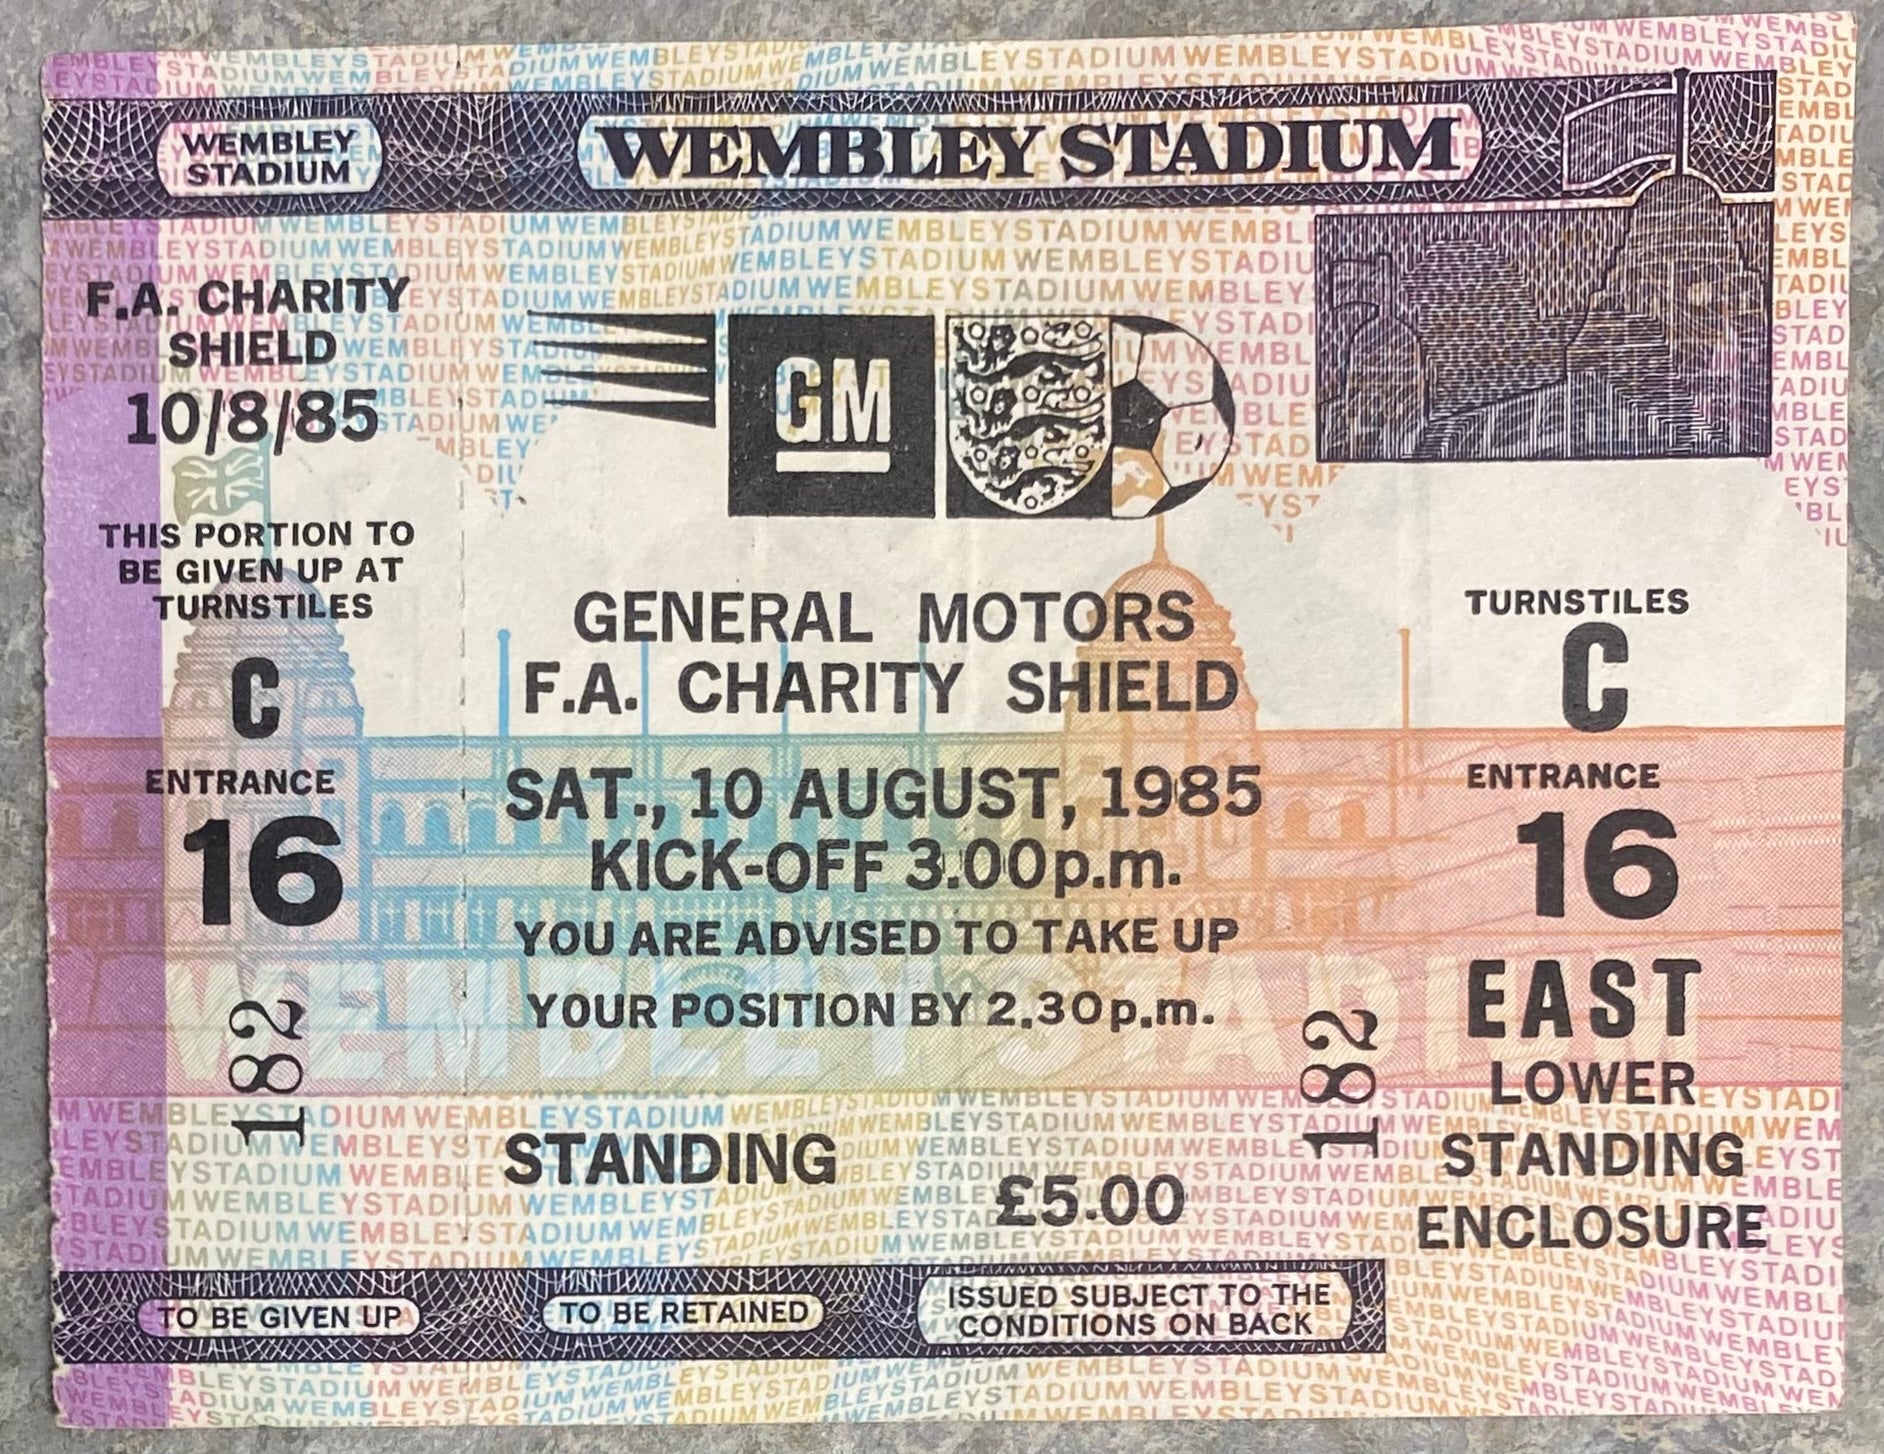 WEMBLEY
STADIUM
WEMBLEY STADIUM
F.A. CHARITY
SHIELD
10/8/85
THIS PORTION TO
BE GIVEN UP AT
TURNSTILES
C
ENTRANCE
16
182
GM
GENERAL MOTORS
F.A. CHARITY SHIELD
SAT., 10 AUGUST, 1985
KICK-OFF 3.00p.m.
YOU ARE ADVISED TO TAKE UP
YOUR POSITION BY 2.30p.m.
WEMBLEY STADIUM
STANDING
£5.00
182
TURNSTILES
C
ENTRANCE
16
EAST
LOWER
STANDING
ENCLOSURE
TO BE GIVEN UP
TO BE RETAINED
ISSUED SUBJECT TO THE
CONDITIONS ON BACK